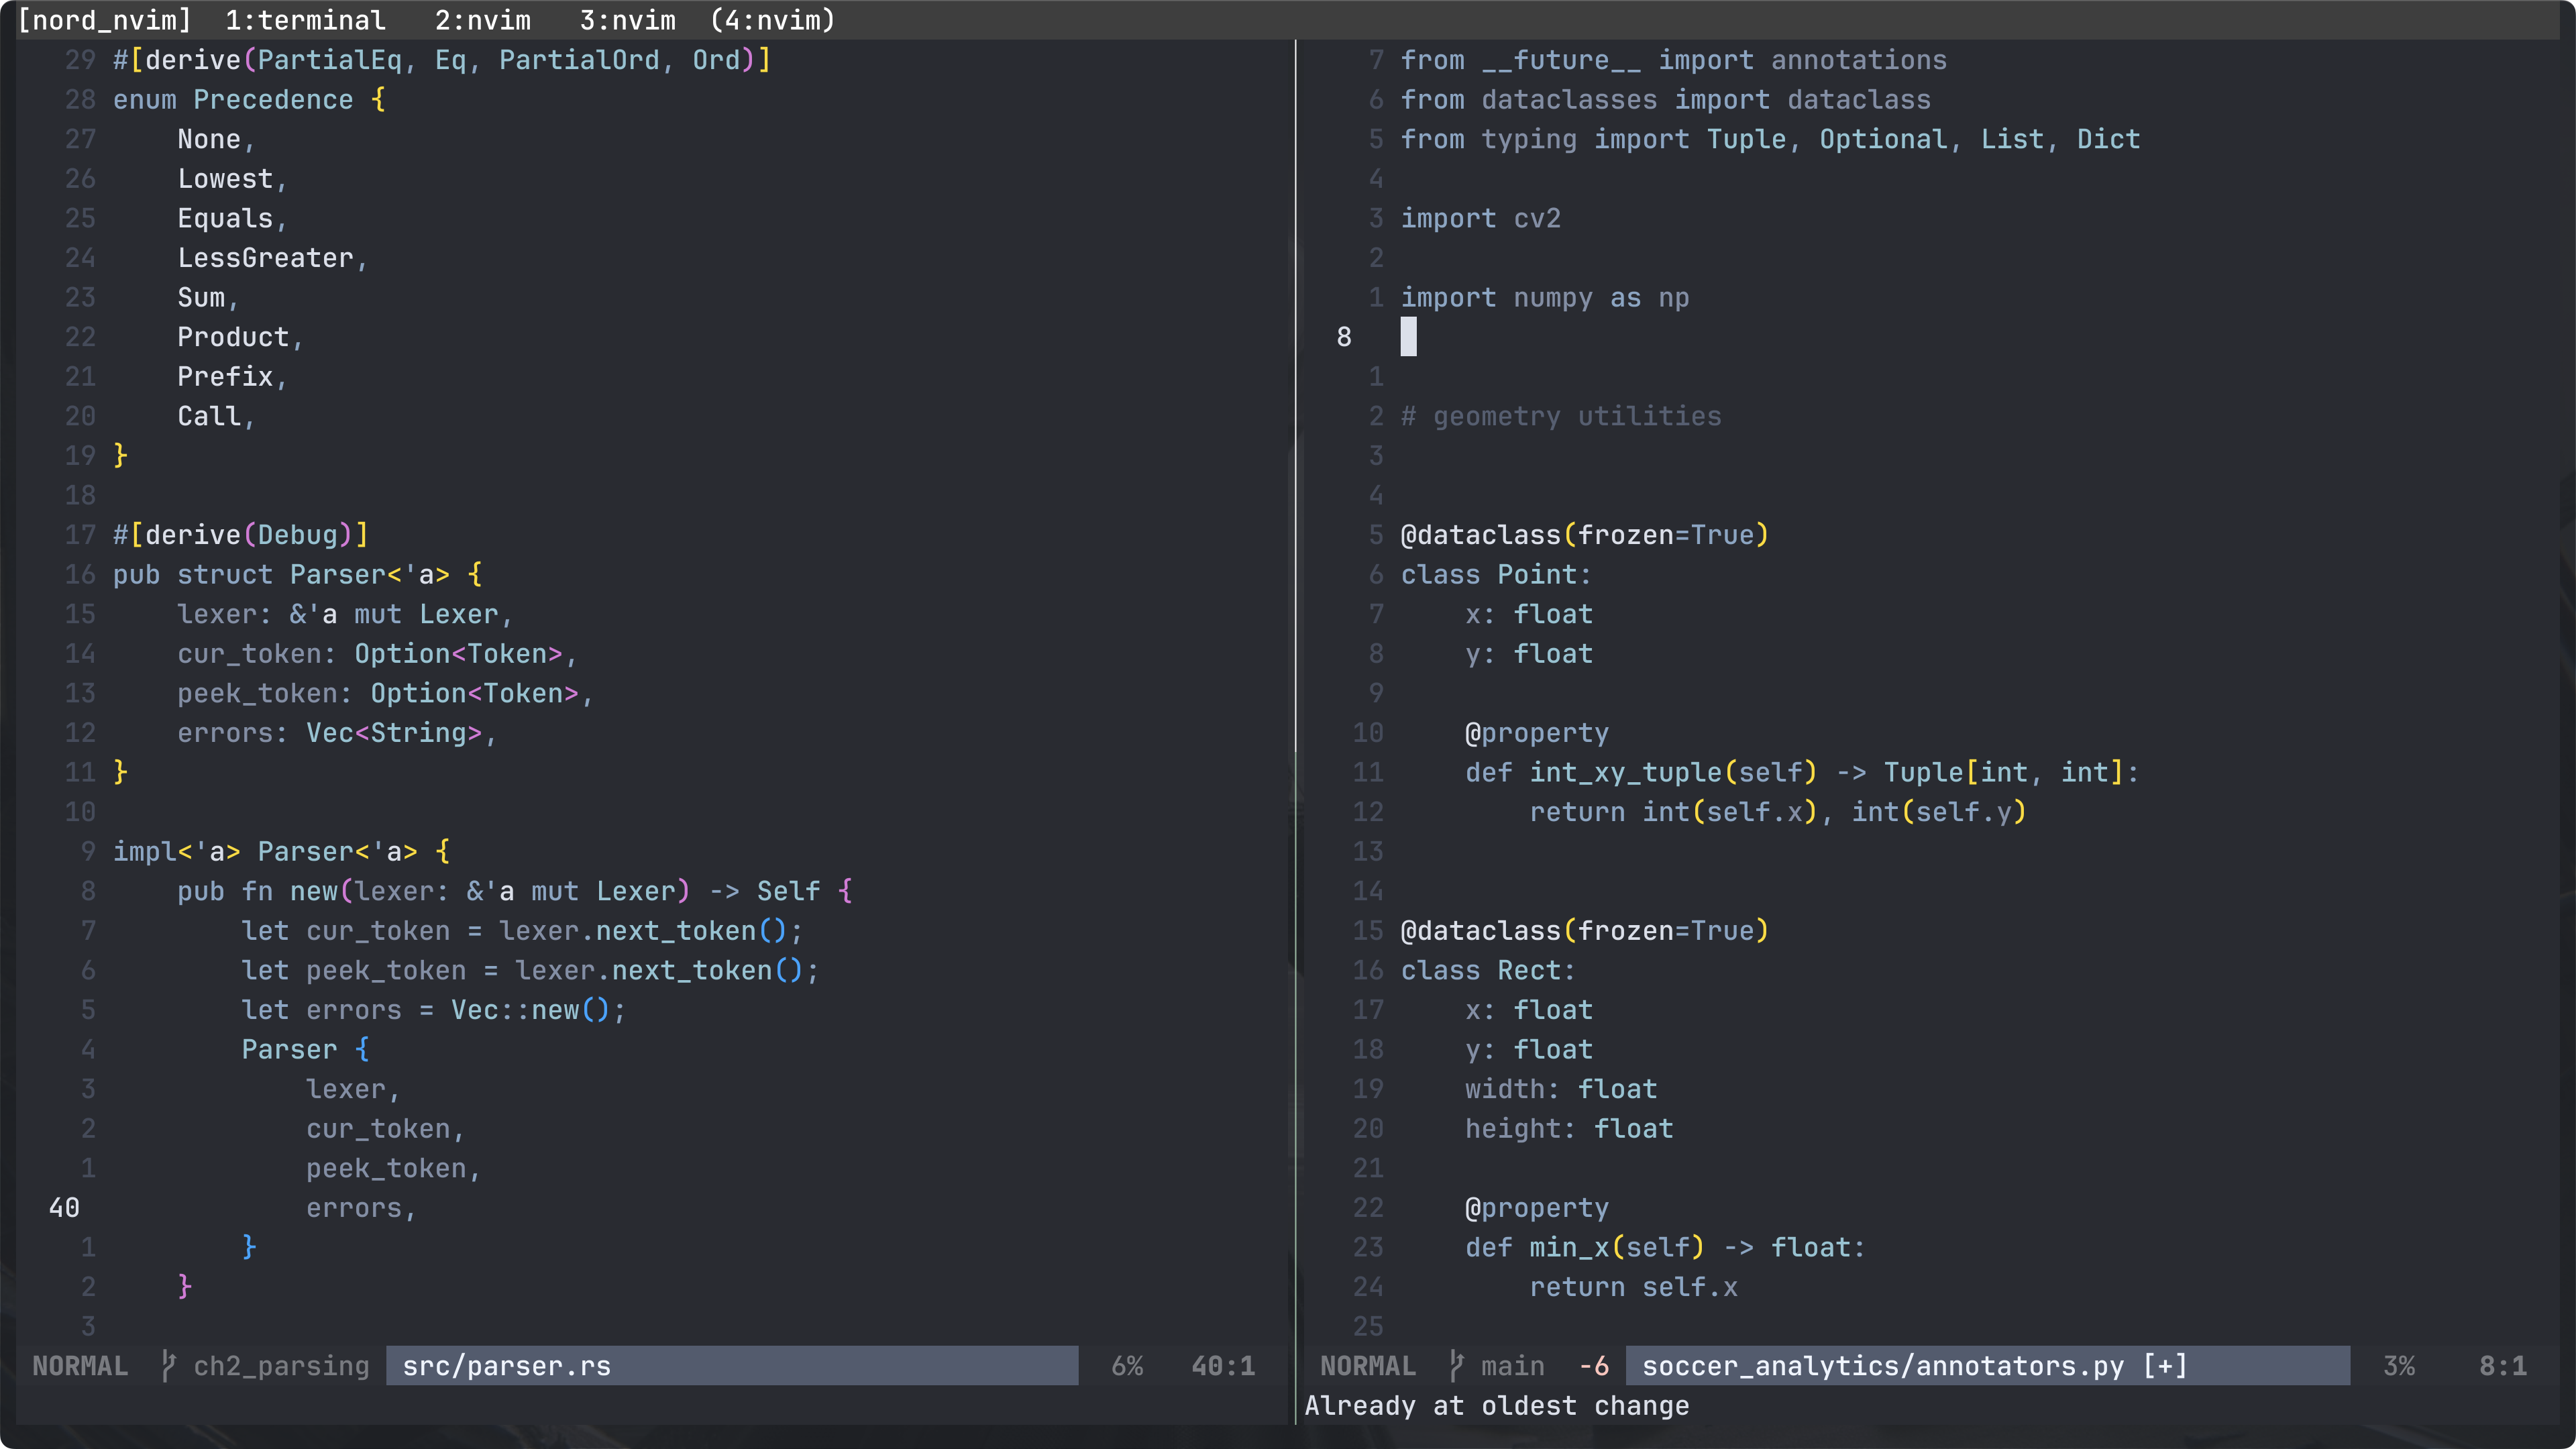 [nord_nvim]  1:terminal   2:nvim   3:nvim  (4:nvim)
29 #[derive(PartialEq, Eq, PartialOrd, Ord)]
28 enum Precedence {
27     None,
26     Lowest,
25     Equals,
24     LessGreater,
23     Sum,
22     Product,
21     Prefix,
20     Call,
19 }
18
17 #[derive(Debug)]
16 pub struct Parser<'a> {
15     lexer: &'a mut Lexer,
14     cur_token: Option<Token>,
13     peek_token: Option<Token>,
12     errors: Vec<String>,
11 }
10
9 impl<'a> Parser<'a> {
8     pub fn new(lexer: &'a mut Lexer) -> Self {
7         let cur_token = lexer.next_token();
6         let peek_token = lexer.next_token();
5         let errors = Vec::new();
4         Parser {
3             lexer,
2             cur_token,
1             peek_token,
40             errors,
1         }
2     }
3
NORMAL ch2_parsing src/parser.rs 6% 40:1
7 from __future__ import annotations
6 from dataclasses import dataclass
5 from typing import Tuple, Optional, List, Dict
4
3 import cv2
2
1 import numpy as np
8
1
2 # geometry utilities
3
4
5 @dataclass(frozen=True)
6 class Point:
7     x: float
8     y: float
9
10     @property
11     def int_xy_tuple(self) -> Tuple[int, int]:
12         return int(self.x), int(self.y)
13
14
15 @dataclass(frozen=True)
16 class Rect:
17     x: float
18     y: float
19     width: float
20     height: float
21
22     @property
23     def min_x(self) -> float:
24         return self.x
25
NORMAL main -6 soccer_analytics/annotators.py [+] 3% 8:1
Already at oldest change